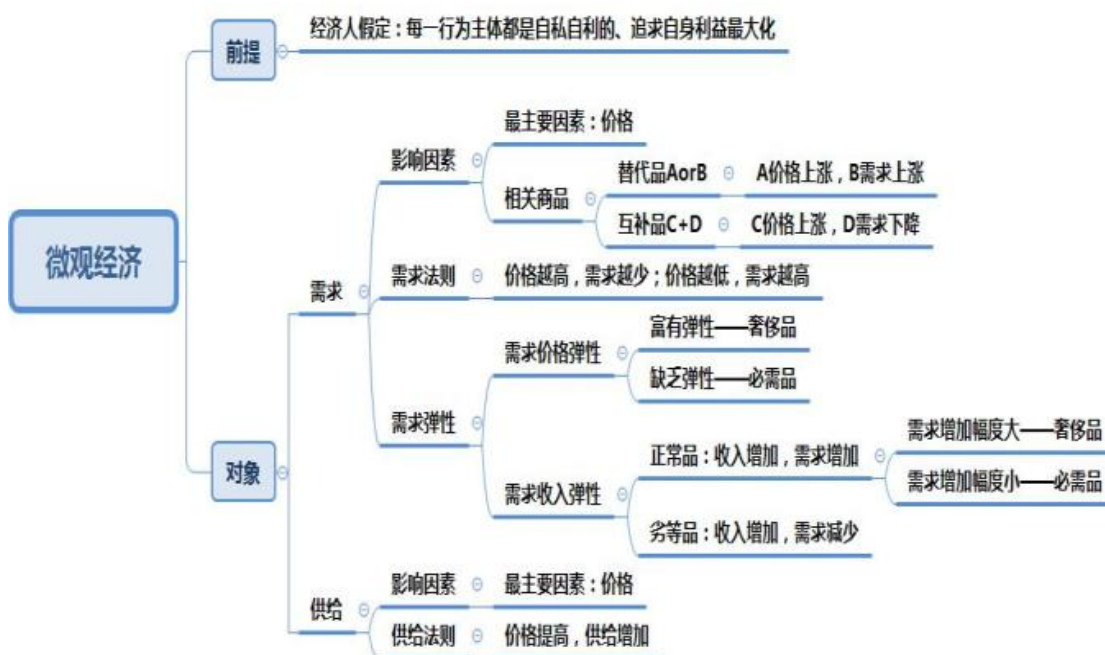 微观经济
前提
经济人假定：每一行为主体都是自私自利的、追求自身利益最大化
对象
需求
影响因素
最主要因素：价格
相关商品
替代品AorB
A价格上涨，B需求上涨
互补品C+D
C价格上涨，D需求下降
需求法则
价格越高，需求越少；价格越低，需求越高
需求弹性
需求价格弹性
富有弹性——奢侈品
缺乏弹性——必需品
需求收入弹性
正常品：收入增加，需求增加
需求增加幅度大——奢侈品
需求增加幅度小——必需品
劣等品：收入增加，需求减少
供给
影响因素
最主要因素：价格
供给法则
价格提高，供给增加